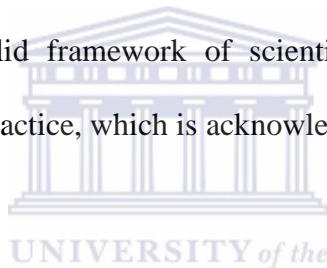 lid framework of scienti
actice, which is acknowle
UNIVERSITY of the